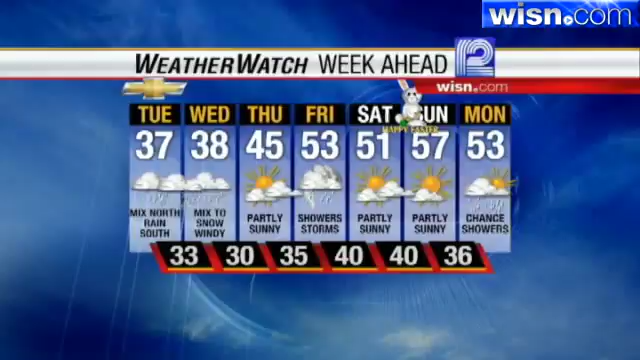 wisn.com
WEATHERWATCH WEEK AHEAD 12
wisn.com
TUE WED THU FRI SAT SUN MON
HAPPY EASTER
37 38 45 53 51 57 53
MIX NORTH RAIN SOUTH
MIX TO SNOW WINDY
PARTLY SUNNY
SHOWERS STORMS
PARTLY SUNNY
PARTLY SUNNY
CHANCE SHOWERS
33 30 35 40 40 36